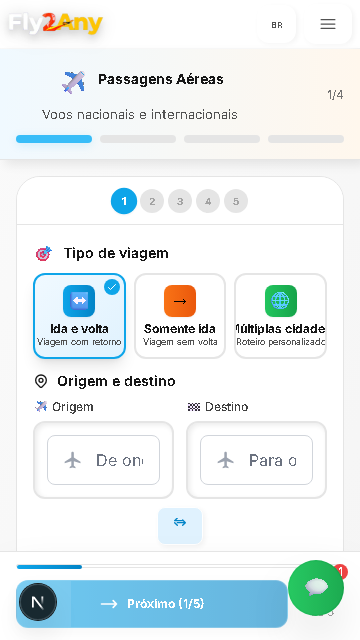 Fly2Any
BR
Passagens Aéreas
Voos nacionais e internacionais
1/4
1 2 3 4 5
Tipo de viagem
Ida e volta
Viagem com retorno
Somente ida
Viagem sem volta
Múltiplas cidade
Roteiro personalizado
Origem e destino
Origem
De on
Destino
Para o
1
N
Próximo (1/5)